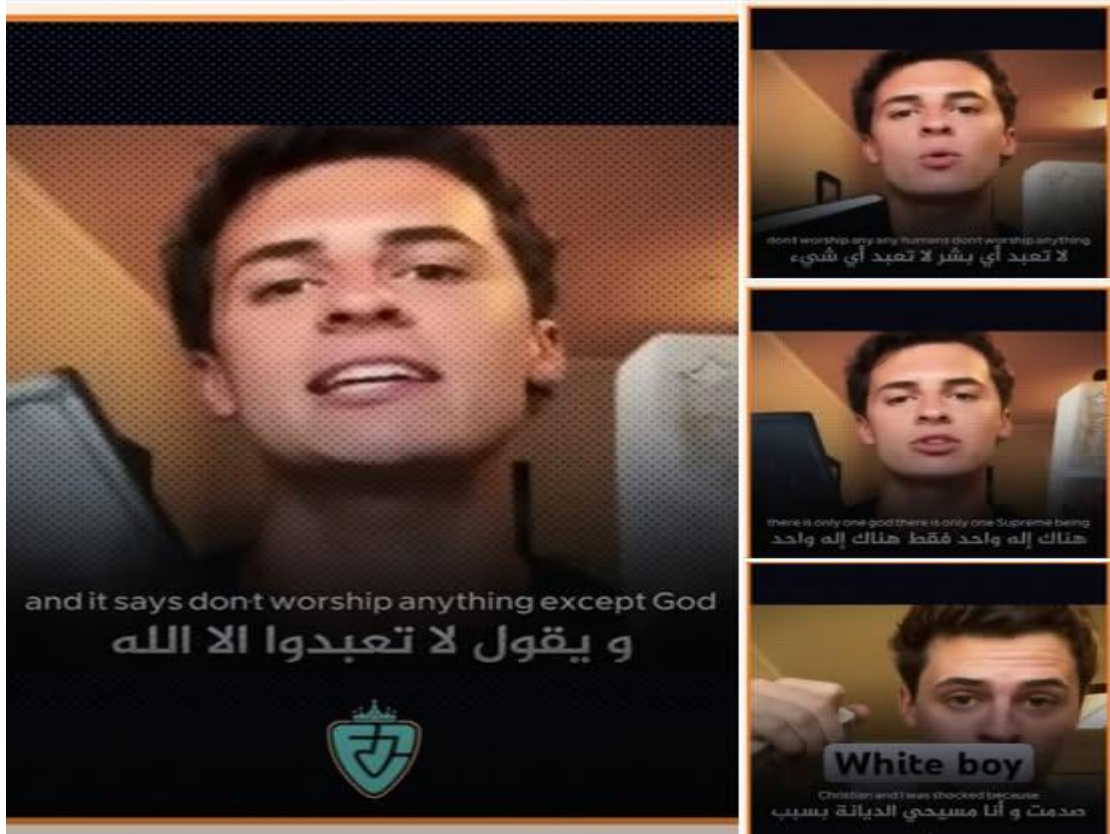 and it says don't worship anything except God
و يقول لا تعبدوا الا الله
dont worship any any humans dont worship anything
لا تعبد أي بشر لا تعبد أي شيء
there is only one god there is only one Supreme being
هناك إله واحد فقط هناك إله واحد
White boy
Christian and I was shocked because
صدمت و أنا مسيحي الديانة بسبب